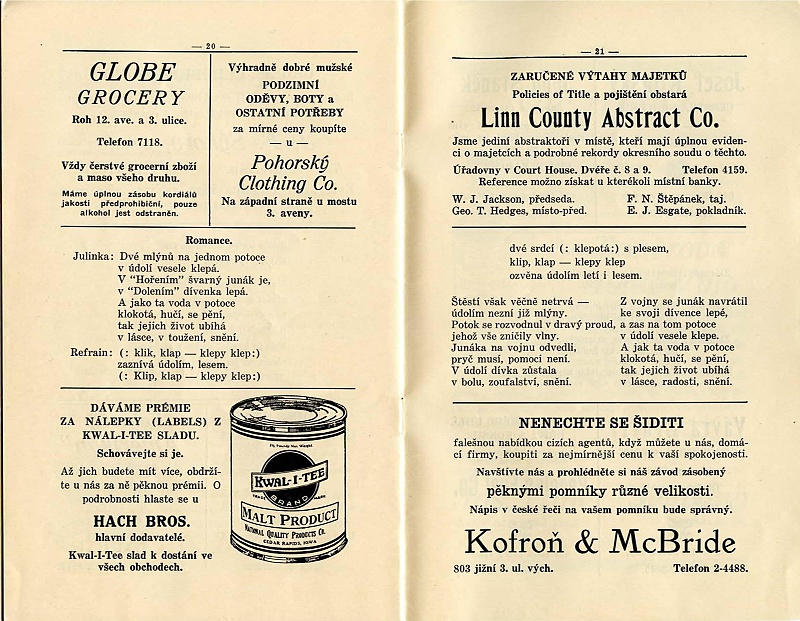 — 20 —
GLOBE
GROCERY
Roh 12. ave. a 3. ulice.
Telefon 7118.
Vždy čerstvé grocerní zboží
a maso všeho druhu.
Máme úplnou zásobu kordiálů
jakosti předprohibiční, pouze
alkohol jest odstraněn.
Výhradně dobré mužské
PODZIMNÍ
ODĚVY, BOTY a
OSTATNÍ POTŘEBY
za mírné ceny koupíte
— u —
Pohorský
Clothing Co.
Na západní straně u mostu
3. aveny.
Romance.
Julinka: Dvé mlýnů na jednom potoce
v údolí vesele klepá.
V "Hořením" švarný junák je,
v "Dolením" dívenka lepá.
A jako ta voda v potoce
klokotá, hučí, se pění,
tak jejich život ubíhá
v lásce, v toužení, snění.
Refrain: (: klik, klap — klepy klep:)
zaznívá údolím, lesem.
(: Klip, klap — klepy klep:)
DÁVÁME PRÉMIE
ZA NÁLEPKY (LABELS) Z
KWAL-I-TEE SLADU.
Schovávejte si je.
Až jich budete mít více, obdrží-
te u nás za ně pěknou prémii. O
podrobnosti hlaste se u
HACH BROS.
hlavní dodavatelé.
Kwal-I-Tee slad k dostání ve
všech obchodech.
KWAL-I-TEE
TRADE MARK
BRAND
MALT PRODUCT
NATIONAL QUALITY PRODUCTS CO.
CEDAR RAPIDS, IOWA
— 21 —
ZARUČENÉ VÝTAHY MAJETKŮ
Policies of Title a pojištění obstará
Linn County Abstract Co.
Jsme jediní abstraktoři v místě, kteří mají úplnou eviden-
ci o majetcích a podrobné rekordy okresního soudu o těchto.
Úřadovny v Court House. Dvéře č. 8 a 9. Telefon 4159.
Reference možno získat u kterékoli místní banky.
W. J. Jackson, předseda. F. N. Štěpánek, taj.
Geo. T. Hedges, místo-před. E. J. Esgate, pokladník.
dvé srdcí (: klepotá:) s plesem,
klip, klap — klepy klep
ozvěna údolím letí i lesem.
Štěstí však věčně netrvá —
údolím nezní již mlýny.
Potok se rozvodnil v dravý proud,
jehož vše zničily vlny.
Junáka na vojnu odvedli,
pryč musí, pomoci není.
V údolí dívka zůstala
v bolu, zoufalství, snění.
Z vojny se junák navrátil
ke svoji dívence lépé,
a zas na tom potoce
v údolí vesele klepe.
A jak ta voda v potoce
klokotá, hučí, se pění,
tak jejich život ubíhá
v lásce, radosti, snění.
NENECHTE SE ŠIDITI
falešnou nabídkou cizích agentů, když můžete u nás, domá-
cí firmy, koupiti za nejmírnější cenu k vaší spokojenosti.
Navštivte nás a prohlédněte si náš závod zásobený
pěknými pomníky různé velikosti.
Nápis v české řeči na vašem pomníku bude správný.
Kofroň & McBride
803 jižní 3. ul. vých. Telefon 2-4488.